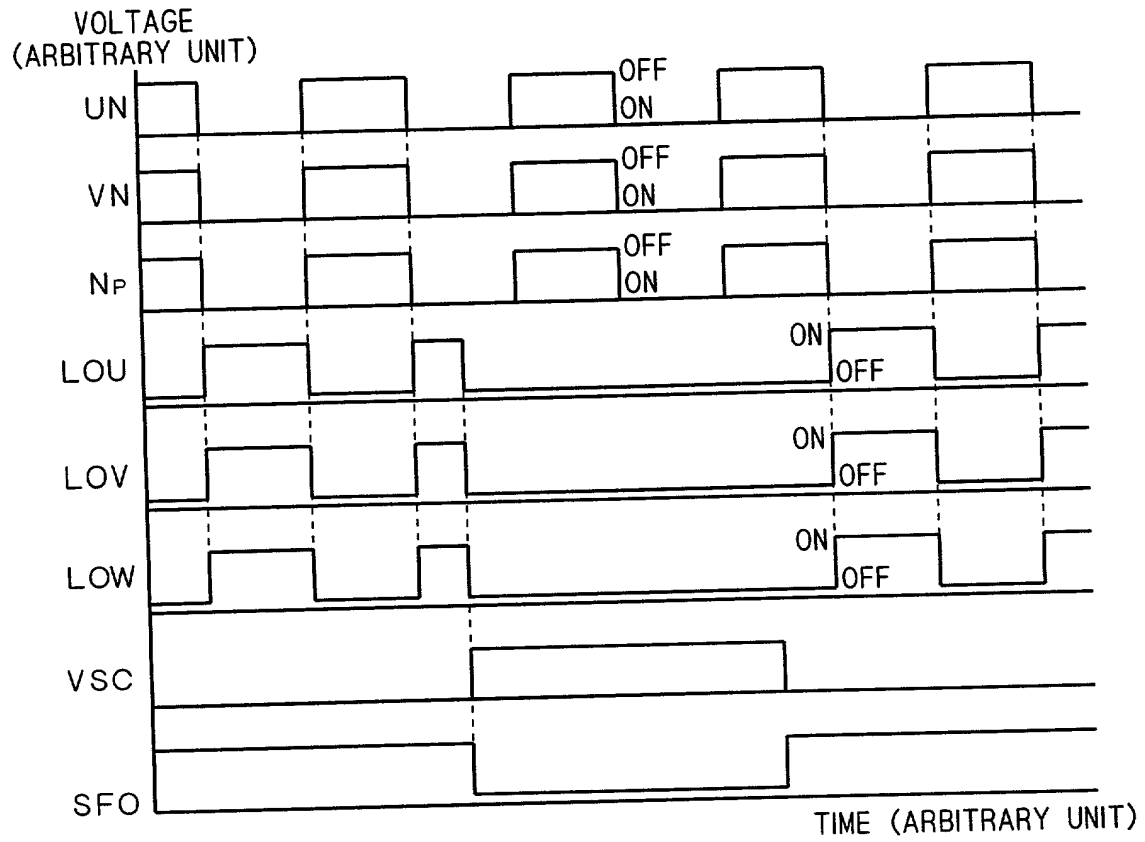 VOLTAGE
(ARBITRARY UNIT)
UN
OFF
ON
VN
OFF
ON
NP
OFF
ON
LOU
ON
OFF
LOV
ON
OFF
LOW
ON
OFF
VSC
SFO
TIME (ARBITRARY UNIT)